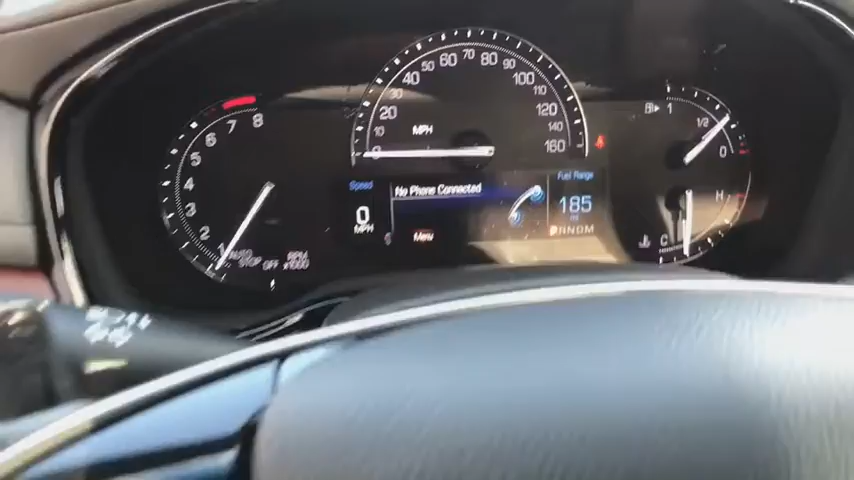 1 2 3 4 5 6 7 8
AUTO STOP
OFF
RPM
x1000
0 10 20 30 40 50 60 70 80 90 100 110 120 140 160
MPH
Speed
0
MPH
No Phone Connected
Menu
Fuel Range
185
mi
PRNDM
1 1/2 0
C H